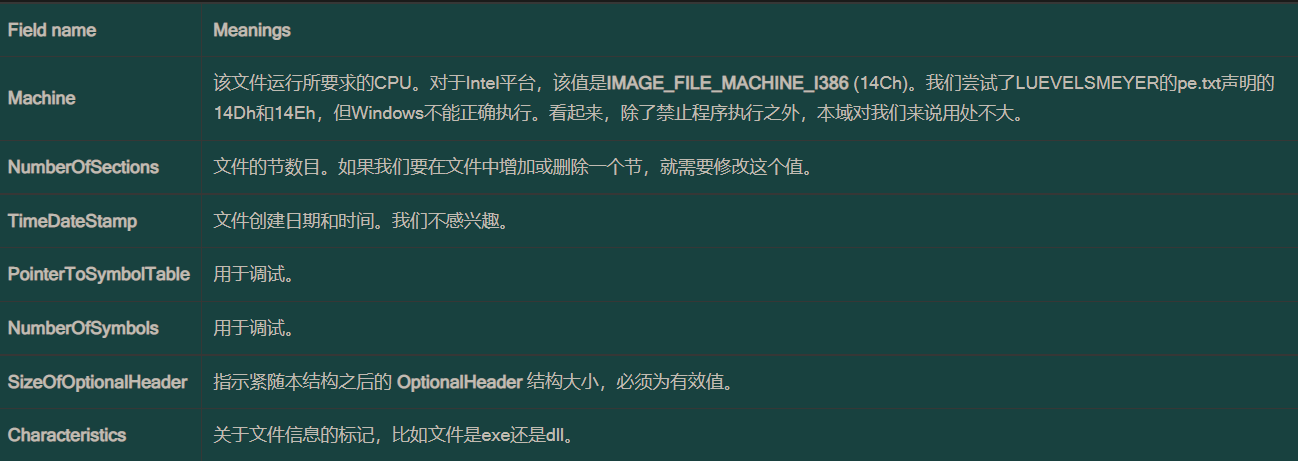 Field name Meanings
Machine 该文件运行所要求的CPU。对于Intel平台，该值是IMAGE_FILE_MACHINE_I386 (14Ch)。我们尝试了LUEVELSMEYER的pe.txt声明的
14Dh和14Eh，但Windows不能正确执行。看起来，除了禁止程序执行之外，本域对我们来说用处不大。
NumberOfSections 文件的节数目。如果我们要在文件中增加或删除一个节，就需要修改这个值。
TimeDateStamp 文件创建日期和时间。我们不感兴趣。
PointerToSymbolTable 用于调试。
NumberOfSymbols 用于调试。
SizeOfOptionalHeader 指示紧随本结构之后的 OptionalHeader 结构大小，必须为有效值。
Characteristics 关于文件信息的标记，比如文件是exe还是dll。